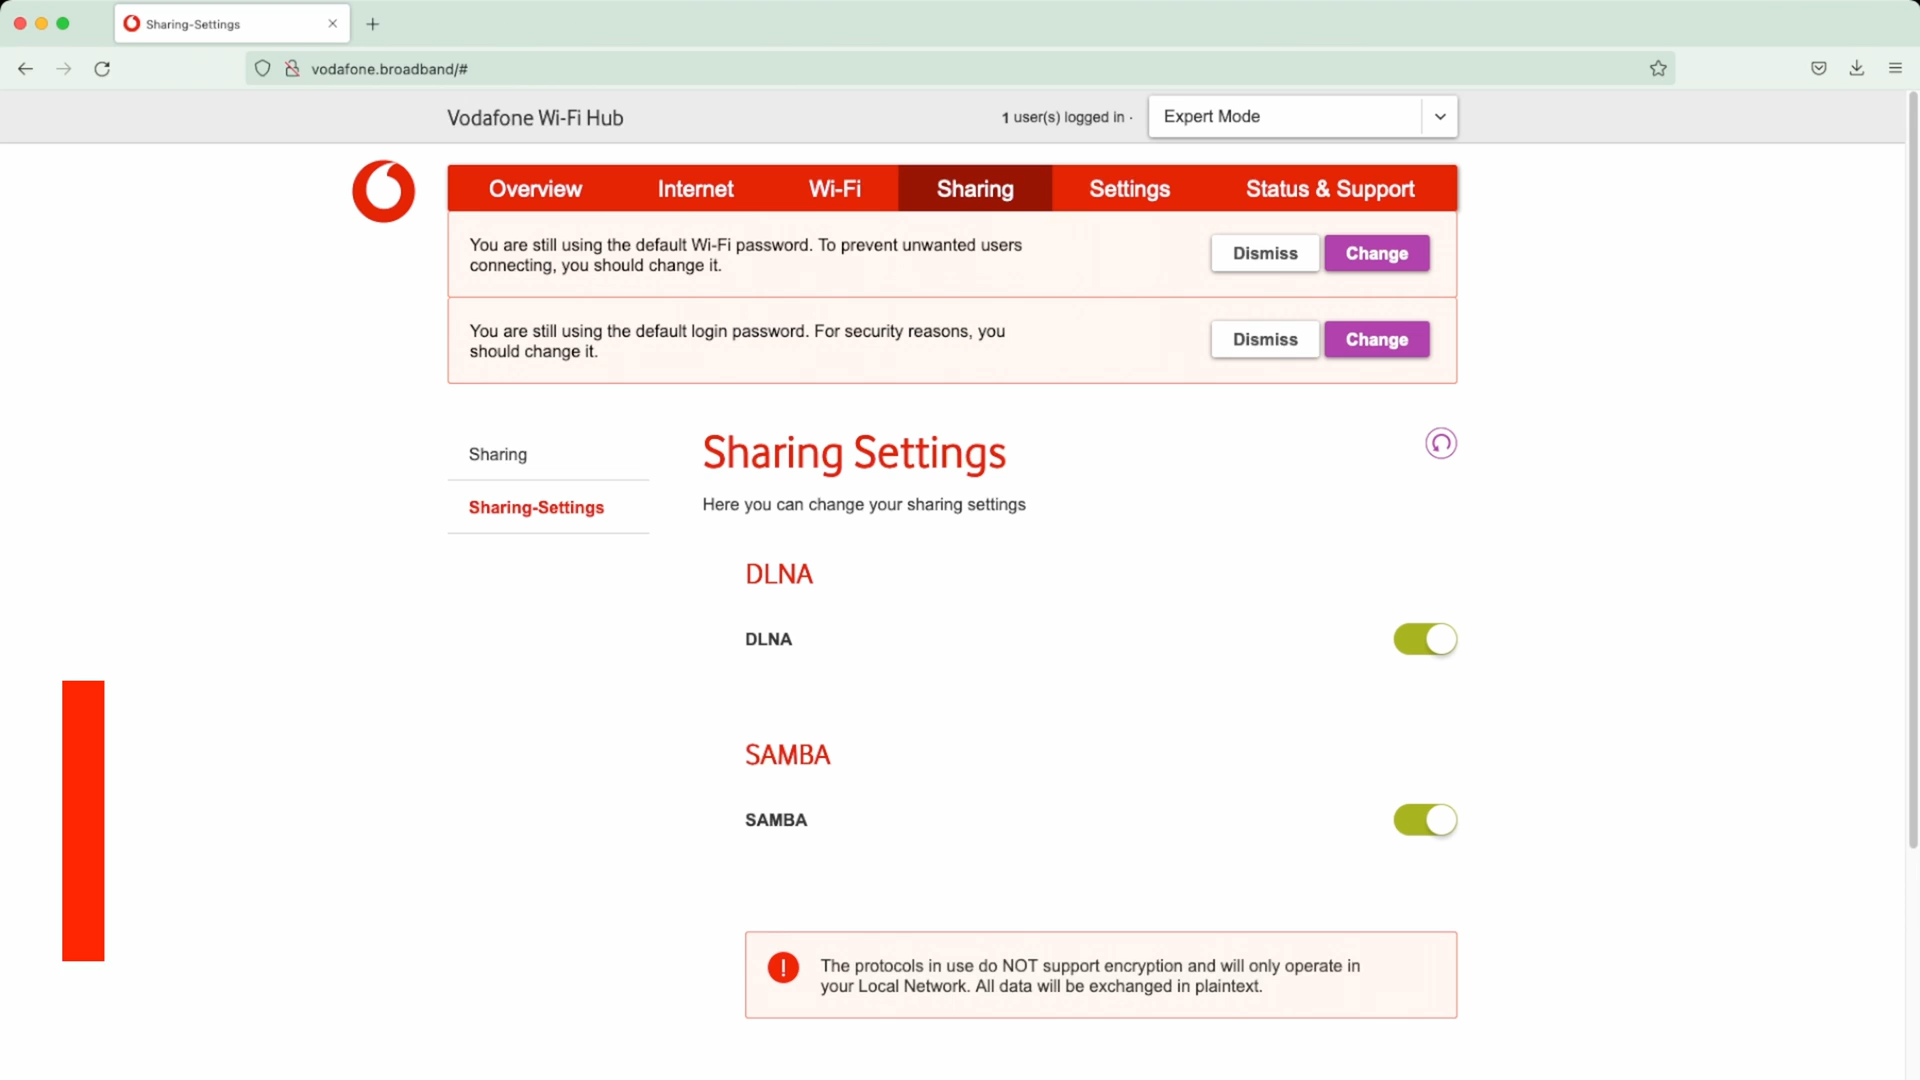 Sharing-Settings
vodafone.broadband/#
Vodafone Wi-Fi Hub
1 user(s) logged in ·
Expert Mode
Overview
Internet
Wi-Fi
Sharing
Settings
Status & Support
You are still using the default Wi-Fi password. To prevent unwanted users
connecting, you should change it.
Dismiss
Change
You are still using the default login password. For security reasons, you
should change it.
Dismiss
Change
Sharing
Sharing-Settings
Sharing Settings
Here you can change your sharing settings
DLNA
DLNA
SAMBA
SAMBA
The protocols in use do NOT support encryption and will only operate in
your Local Network. All data will be exchanged in plaintext.